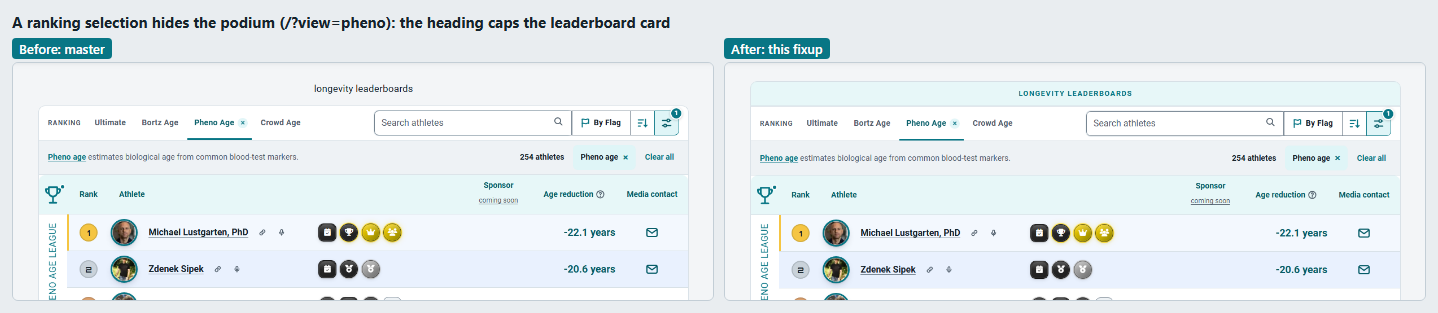 A ranking selection hides the podium (/?view=pheno): the heading caps the leaderboard card
Before: master
longevity leaderboards
RANKING Ultimate Bortz Age Pheno Age × Crowd Age Search athletes By Flag 1
Pheno age estimates biological age from common blood-test markers. 254 athletes Pheno age × Clear all
Rank Athlete Sponsor coming soon Age reduction Media contact
1 Michael Lustgarten, PhD -22.1 years
2 Zdenek Sipek -20.6 years
ENO AGE LEAGUE
After: this fixup
LONGEVITY LEADERBOARDS
RANKING Ultimate Bortz Age Pheno Age × Crowd Age Search athletes By Flag 1
Pheno age estimates biological age from common blood-test markers. 254 athletes Pheno age × Clear all
Rank Athlete Sponsor coming soon Age reduction Media contact
1 Michael Lustgarten, PhD -22.1 years
2 Zdenek Sipek -20.6 years
ENO AGE LEAGUE